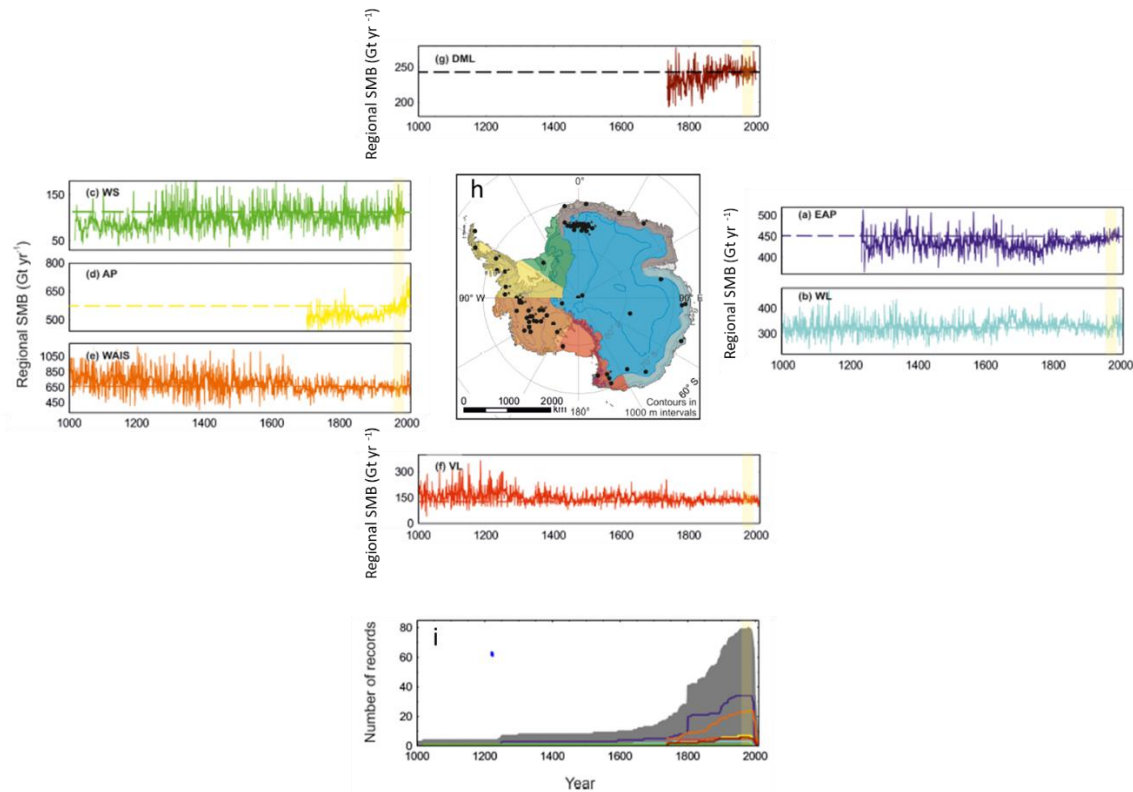 Regional SMB (Gt yr ⁻¹)
(g) DML
250
200
1000 1200 1400 1600 1800 2000
Regional SMB (Gt yr⁻¹)
(c) WS
150
50
(d) AP
800
650
500
(e) WAIS
1050
850
650
450
1000 1200 1400 1600 1800 2000
h
0°
90° W
90° E
60° S
180°
0 1000 2000
km
Contours in
1000 m intervals
Regional SMB (Gt yr ⁻¹)
(a) EAP
500
450
400
(b) WL
400
300
1000 1200 1400 1600 1800 2000
Regional SMB (Gt yr ⁻¹)
(f) VL
300
150
0
1000 1200 1400 1600 1800 2000
Number of records
i
80
60
40
20
0
1000 1200 1400 1600 1800 2000
Year